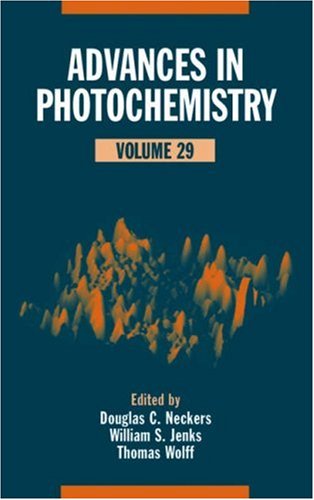 ADVANCES IN
PHOTOCHEMISTRY
VOLUME 29
Edited by
Douglas C. Neckers
William S. Jenks
Thomas Wolff